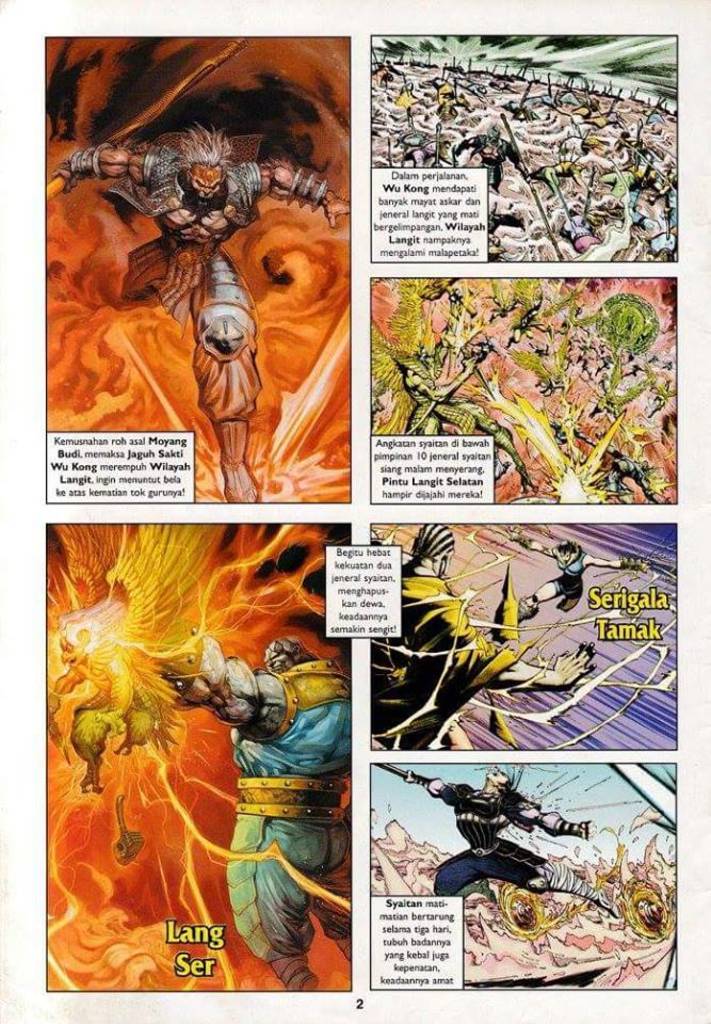 Kemusnahan roh asal Moyang
Budi, memaksa Jaguh Sakti
Wu Kong merempuh Wilayah
Langit, ingin menuntut bela
ke atas kematian tok gurunya!
Dalam perjalanan,
Wu Kong mendapati
banyak mayat askar dan
jeneral langit yang mati
bergelimpangan. Wilayah
Langit nampaknya
mengalami malapetaka!
Angkatan syaitan di bawah
pimpinan 10 jeneral syaitan
siang malam menyerang.
Pintu Langit Selatan
hampir dijajahi mereka!
Begitu hebat
kekuatan dua
jeneral syaitan,
menghapus-
kan dewa,
keadaannya
semakin sengit!
Lang
Ser
Serigala
Tamak
Syaitan mati-
matian bertarung
selama tiga hari,
tubuh badannya
yang kebal juga
kepenatan,
keadaannya amat
2